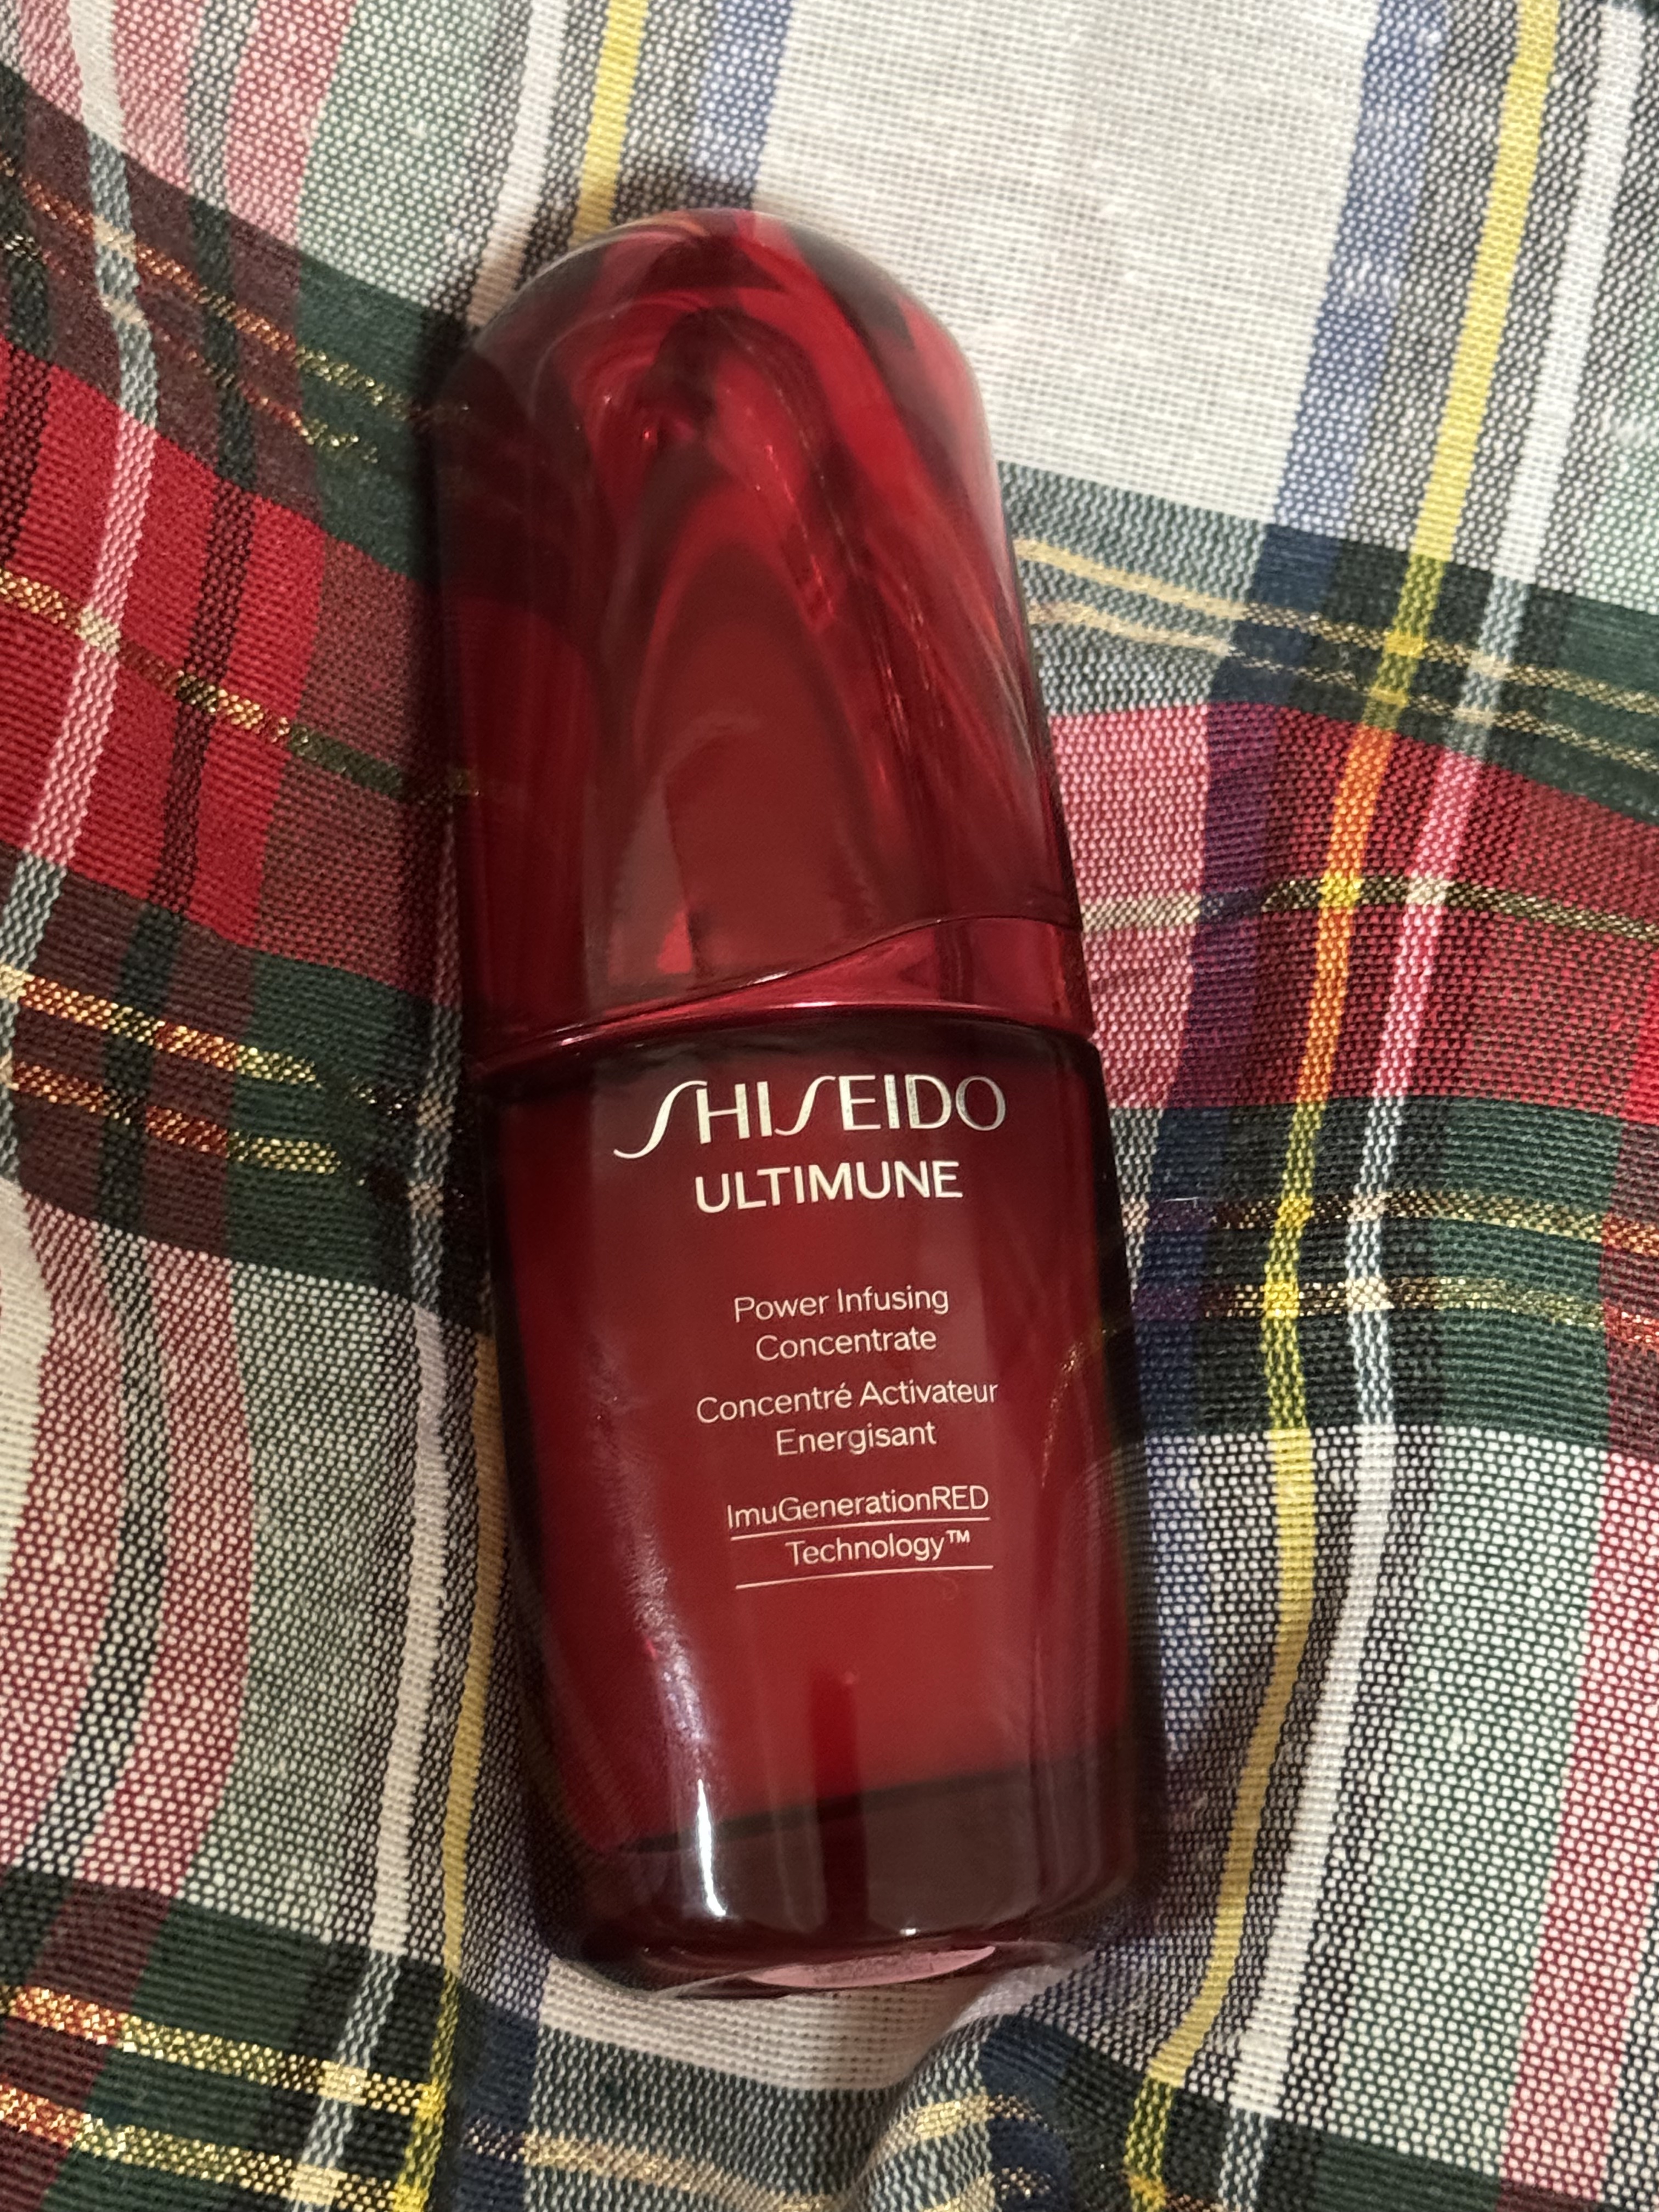 SHISEIDO
ULTIMUNE
Power Infusing
Concentrate
Concentré Activateur
Energisant
ImuGenerationRED
Technology™